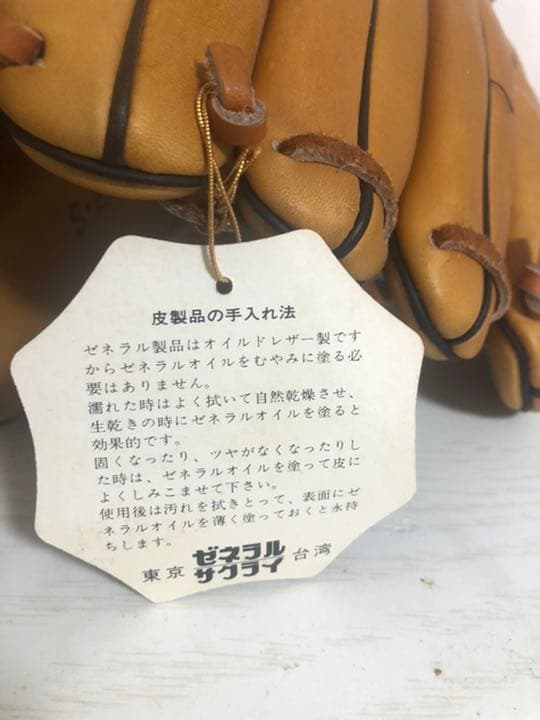 皮製品の手入れ法
ゼネラル製品はオイルドレザー製です
からゼネラルオイルをむやみに塗る必
要はありません。
濡れた時はよく拭いて自然乾燥させ、
生乾きの時にゼネラルオイルを塗ると
効果的です。
固くなったり、ツヤがなくなったりし
た時は、ゼネラルオイルを塗って皮に
よくしみこませて下さい。
使用後は汚れを拭きとって、表面にゼ
ネラルオイルを薄く塗っておくと永持
ちします。
東京 ゼネラルサクライ 台湾